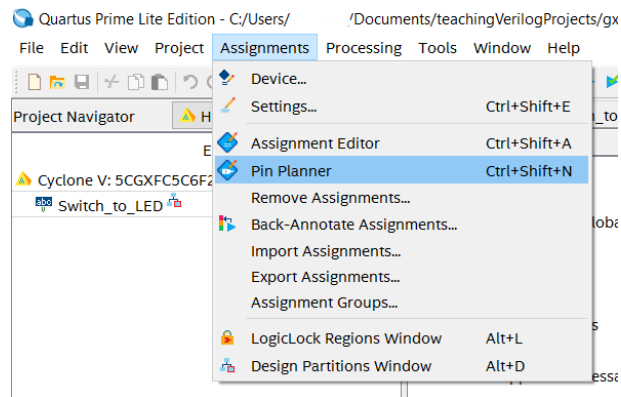 Quartus Prime Lite Edition - C:/Users/ /Documents/teachingVerilogProjects/gx
File Edit View Project Assignments Processing Tools Window Help
Device...
Settings... Ctrl+Shift+E
Project Navigator H
Assignment Editor Ctrl+Shift+A
Pin Planner Ctrl+Shift+N
Cyclone V: 5CGXFC5C6F2
Remove Assignments...
abc Switch_to_LED
Back-Annotate Assignments...
Import Assignments...
Export Assignments...
Assignment Groups...
LogicLock Regions Window Alt+L
Design Partitions Window Alt+D